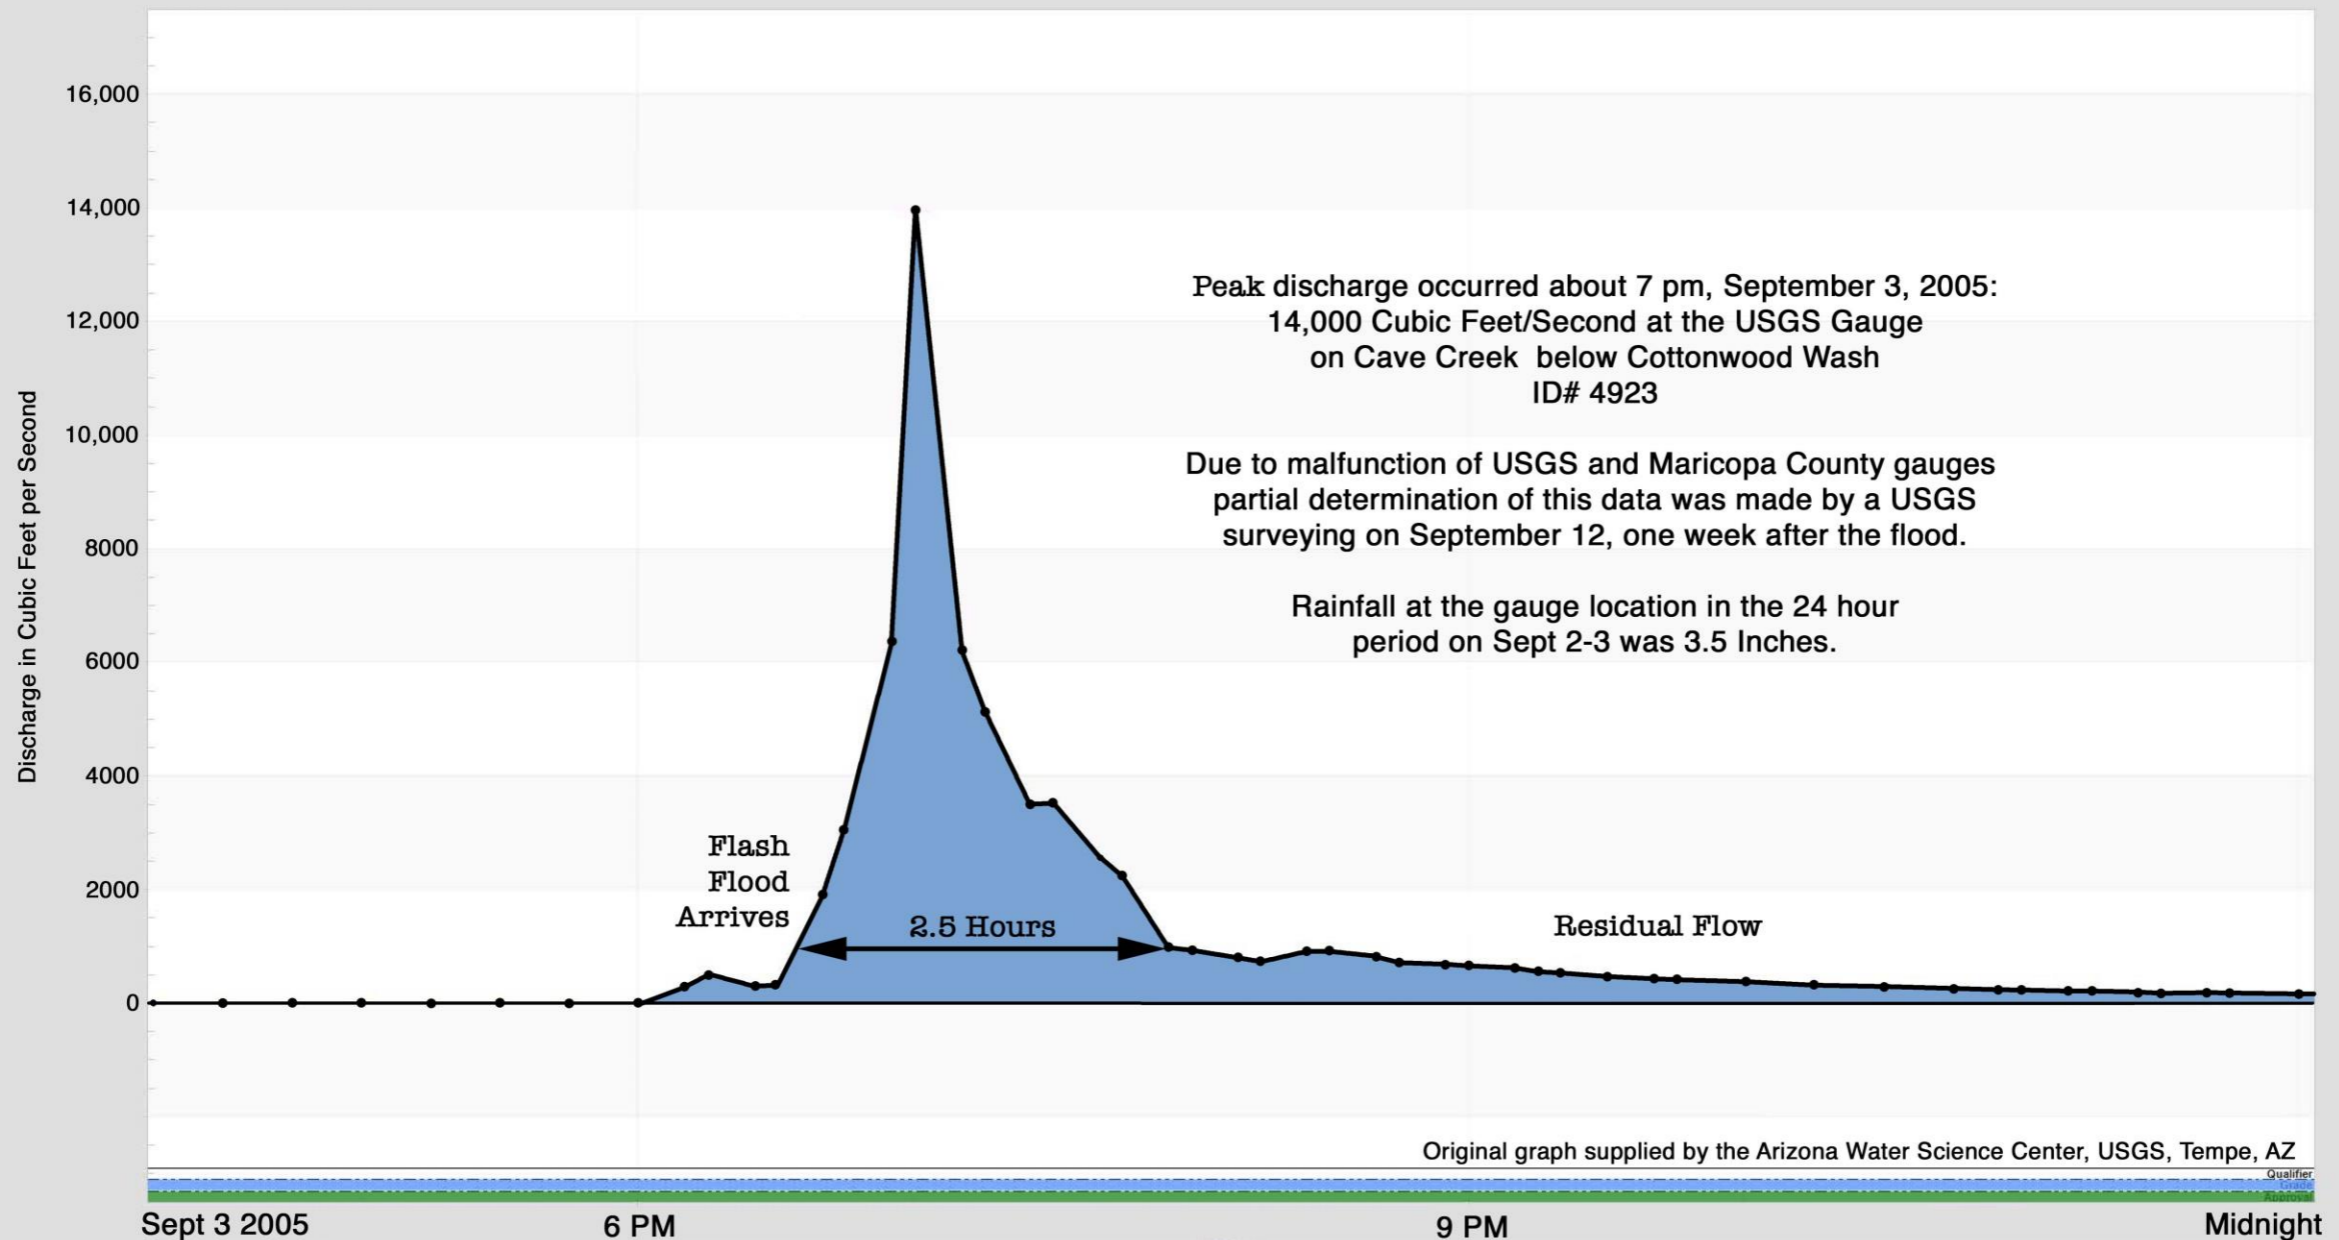 16,000
14,000
12,000
10,000
8000
6000
4000
2000
0
Discharge in Cubic Feet per Second
Peak discharge occurred about 7 pm, September 3, 2005:
14,000 Cubic Feet/Second at the USGS Gauge
on Cave Creek below Cottonwood Wash
ID# 4923
Due to malfunction of USGS and Maricopa County gauges
partial determination of this data was made by a USGS
surveying on September 12, one week after the flood.
Rainfall at the gauge location in the 24 hour
period on Sept 2-3 was 3.5 Inches.
Flash
Flood
Arrives
2.5 Hours
Residual Flow
Original graph supplied by the Arizona Water Science Center, USGS, Tempe, AZ
Qualifier
Grade
Approval
Sept 3 2005
6 PM
9 PM
Midnight